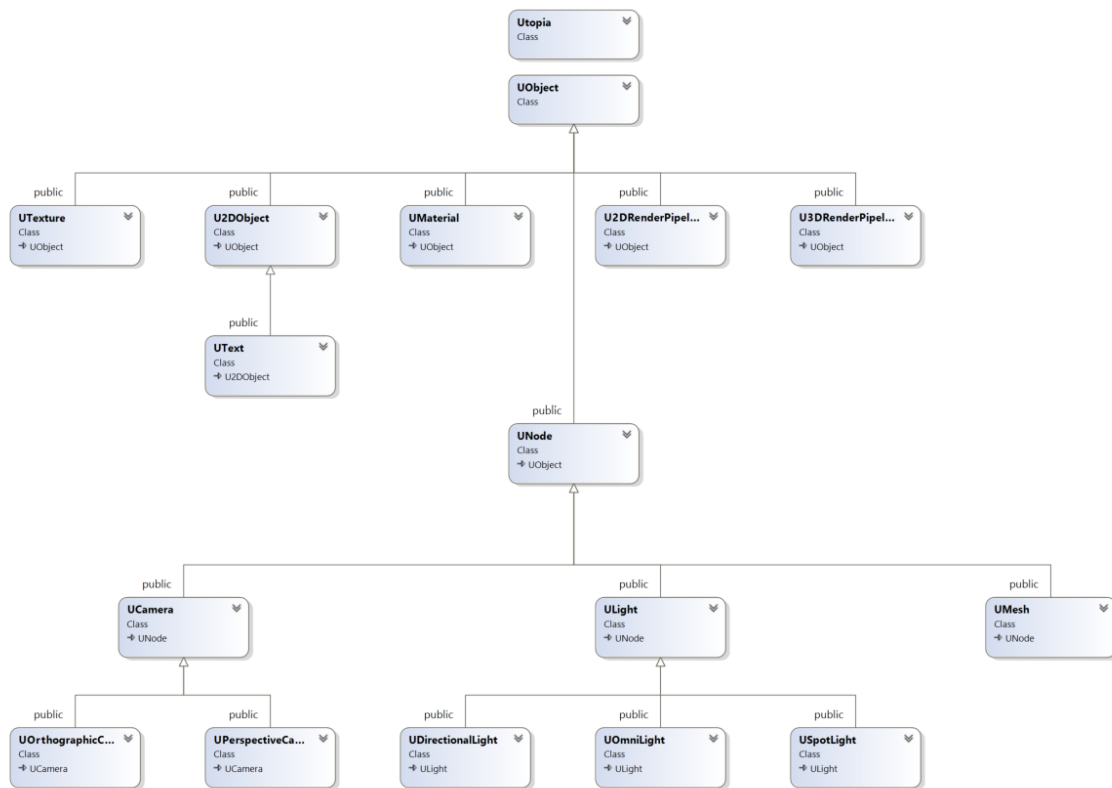 Utopia
Class
UObject
Class
public
public
public
public
public
UTexture
Class
UObject
U2DObject
Class
UObject
UMaterial
Class
UObject
U2DRenderPipel...
Class
UObject
U3DRenderPipel...
Class
UObject
public
UText
Class
U2DObject
public
UNode
Class
UObject
public
public
public
UCamera
Class
UNode
ULight
Class
UNode
UMesh
Class
UNode
public
public
public
public
public
UOrthographicC...
Class
UCamera
UPerspectiveCa...
Class
UCamera
UDirectionalLight
Class
ULight
UOmniLight
Class
ULight
USpotLight
Class
ULight